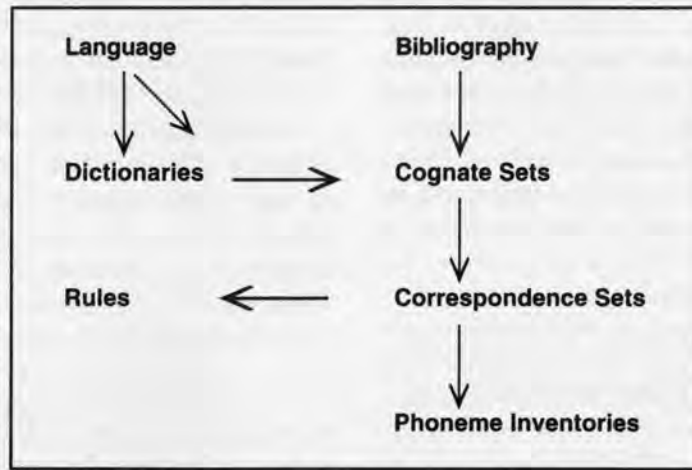 Language Bibliography
Dictionaries Cognate Sets
Rules Correspondence Sets
Phoneme Inventories